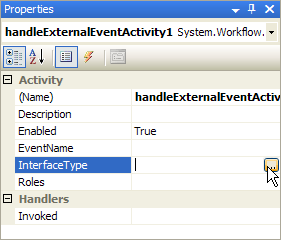 Properties
handleExternalEventActivity1 System.Workflow.
Activity
(Name) handleExternalEventActiv
Description
Enabled True
EventName
InterfaceType ...
Roles
Handlers
Invoked